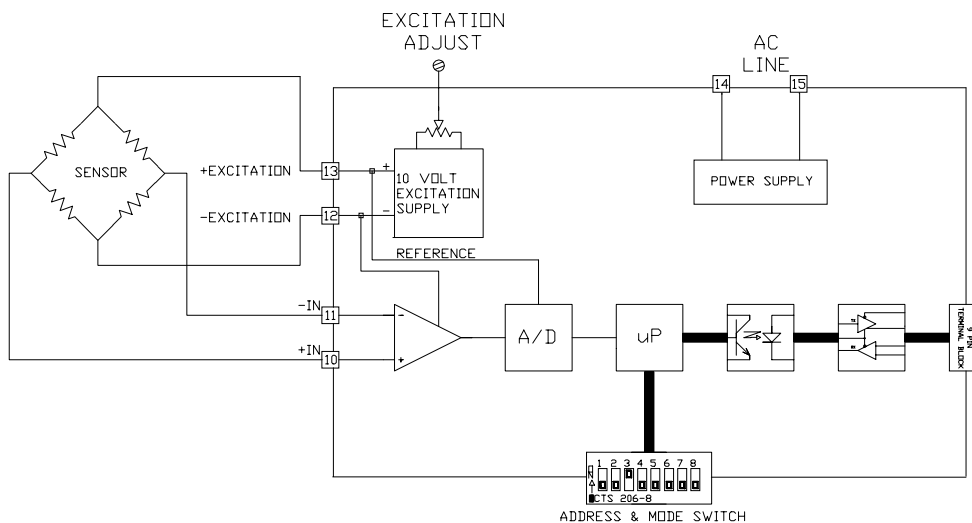 EXCITATION
ADJUST
AC
LINE
14
15
SENSOR
+EXCITATION
13
+
10 VOLT
EXCITATION
SUPPLY
POWER SUPPLY
-EXCITATION
12
-
REFERENCE
-IN
11
-
+IN
10
+
A/D
uP
9 PIN
TERMINAL BLOCK
1 2 3 4 5 6 7 8
CTS 206-8
ADDRESS & MODE SWITCH